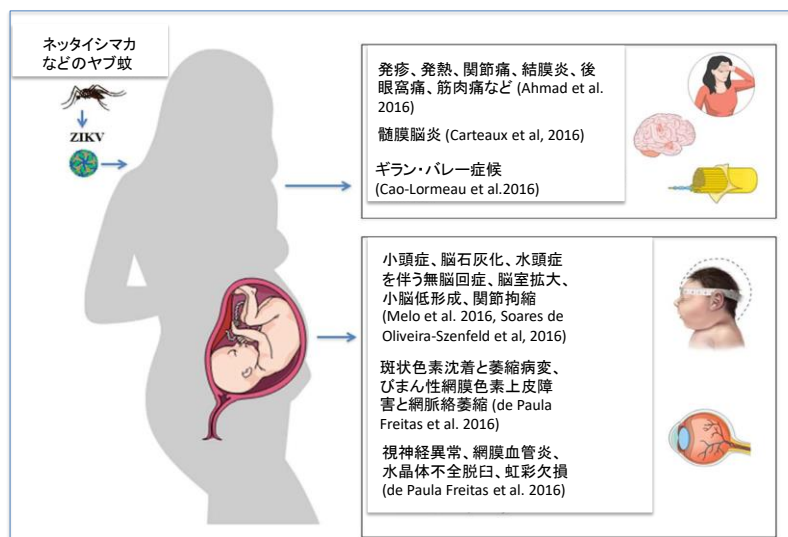 ネッタイシマカ
などのヤブ蚊
ZIKV
発疹、発熱、関節痛、結膜炎、後
眼窩痛、筋肉痛など (Ahmad et al.
2016)
髄膜脳炎 (Carteaux et al, 2016)
ギラン・バレー症候
(Cao-Lormeau et al.2016)
小頭症、脳石灰化、水頭症
を伴う無脳回症、脳室拡大、
小脳低形成、関節拘縮
(Melo et al. 2016, Soares de
Oliveira-Szenfeld et al, 2016)
斑状色素沈着と萎縮病変、
びまん性網膜色素上皮障
害と網脈絡萎縮 (de Paula
Freitas et al. 2016)
視神経異常、網膜血管炎、
水晶体不全脱臼、虹彩欠損
(de Paula Freitas et al. 2016)